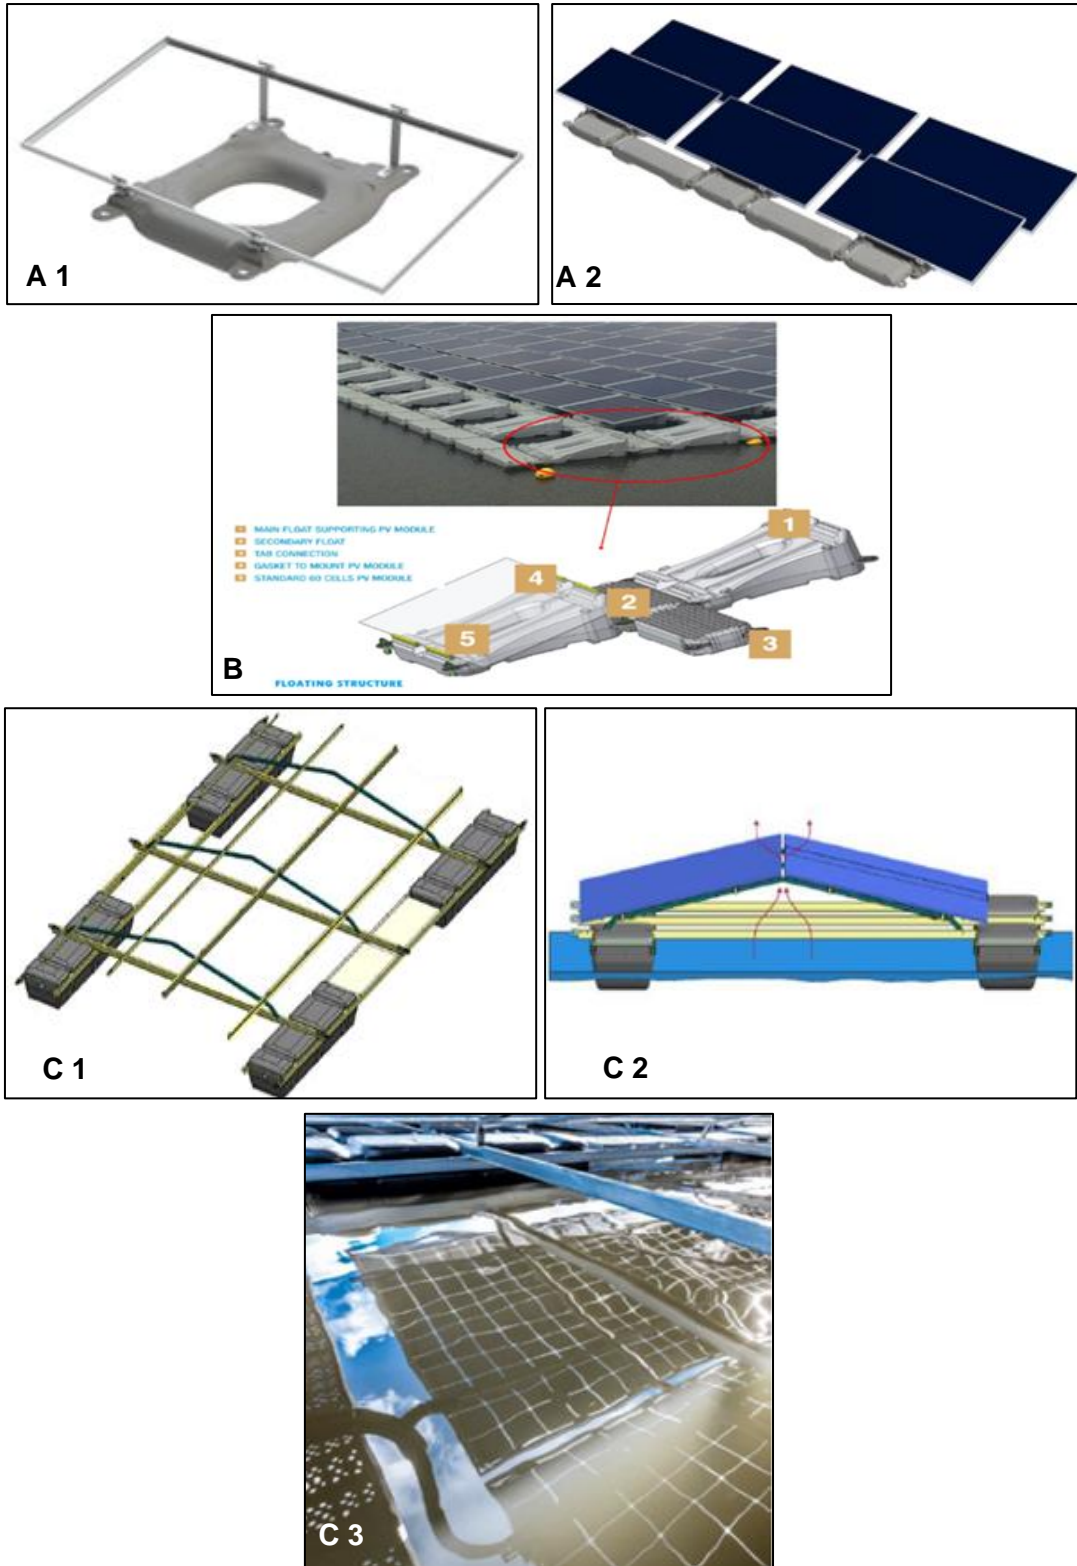 A 1
A 2
MAIN FLOAT SUPPORTING PV MODULE
SECONDARY FLOAT
TAB CONNECTION
GASKET TO MOUNT PV MODULE
STANDARD 60 CELLS PV MODULE
1
4
2
5
3
B
FLOATING STRUCTURE
C 1
C 2
C 3